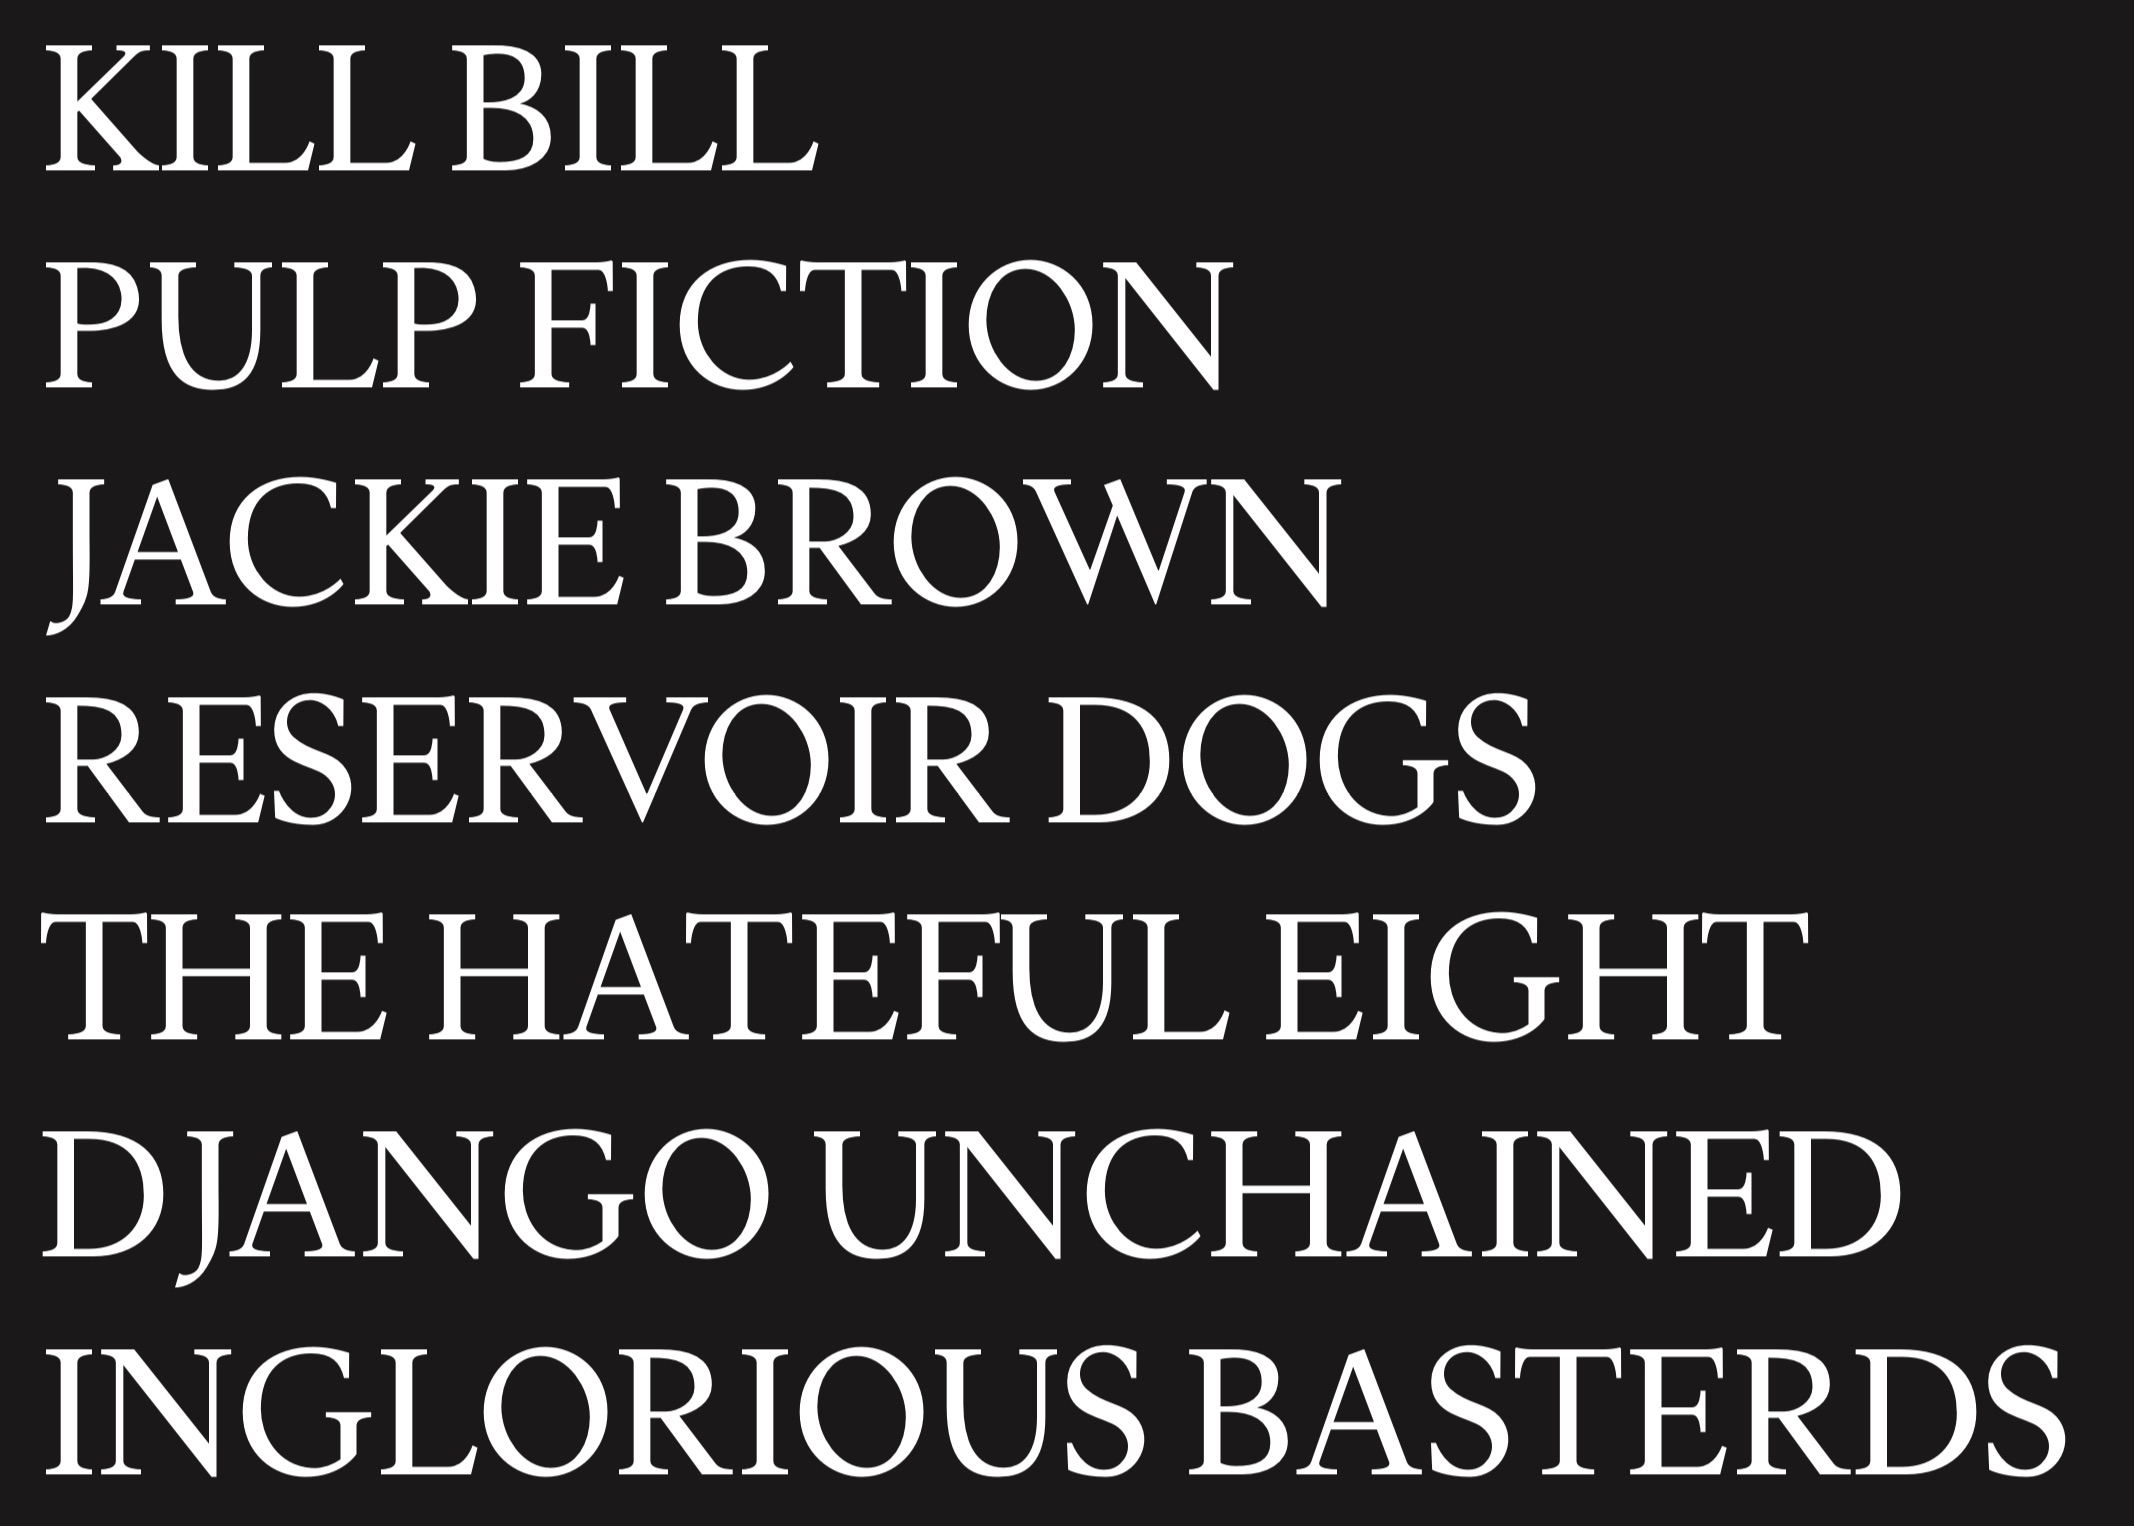 KILL BILL
PULP FICTION
JACKIE BROWN
RESERVOIR DOGS
THE HATEFUL EIGHT
DJANGO UNCHAINED
INGLORIOUS BASTERDS